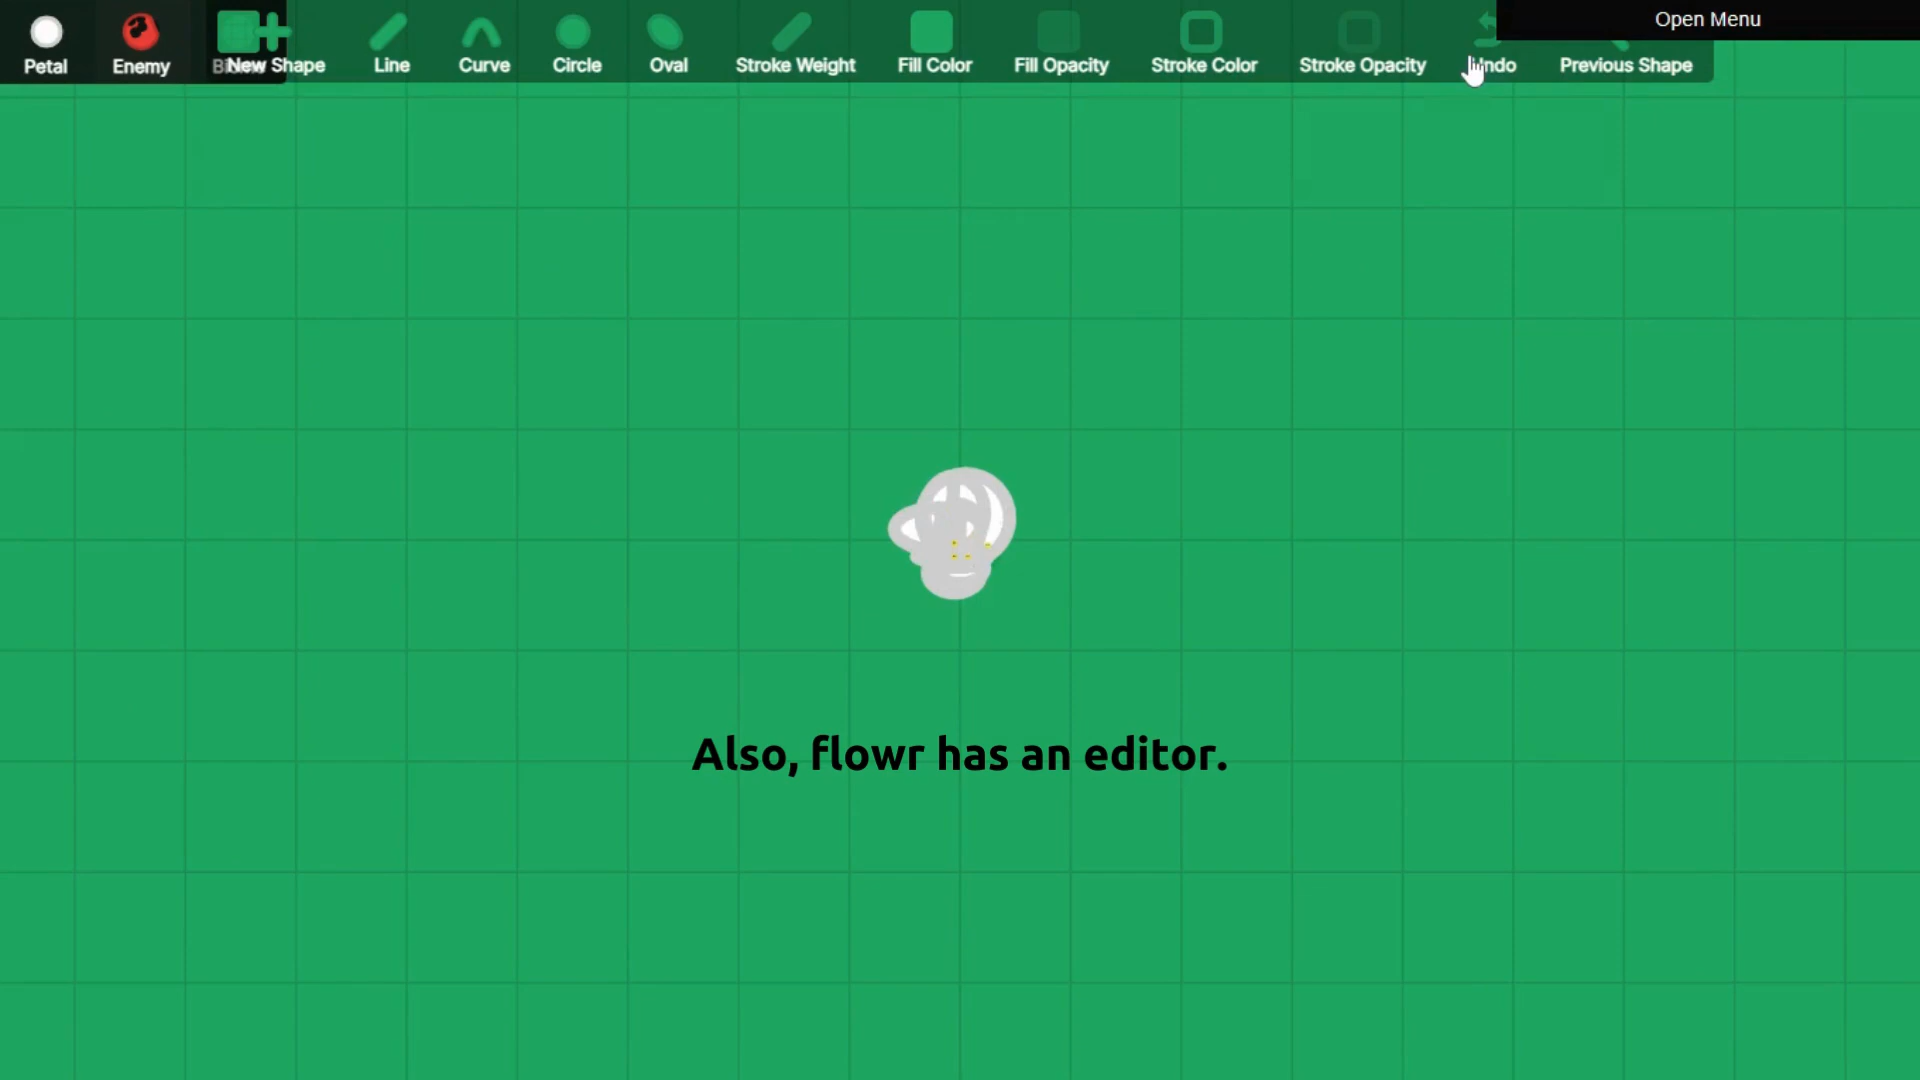 Open Menu
Petal
Enemy
New Shape
Line
Curve
Circle
Oval
Stroke Weight
Fill Color
Fill Opacity
Stroke Color
Stroke Opacity
Undo
Previous Shape
Also, flowr has an editor.